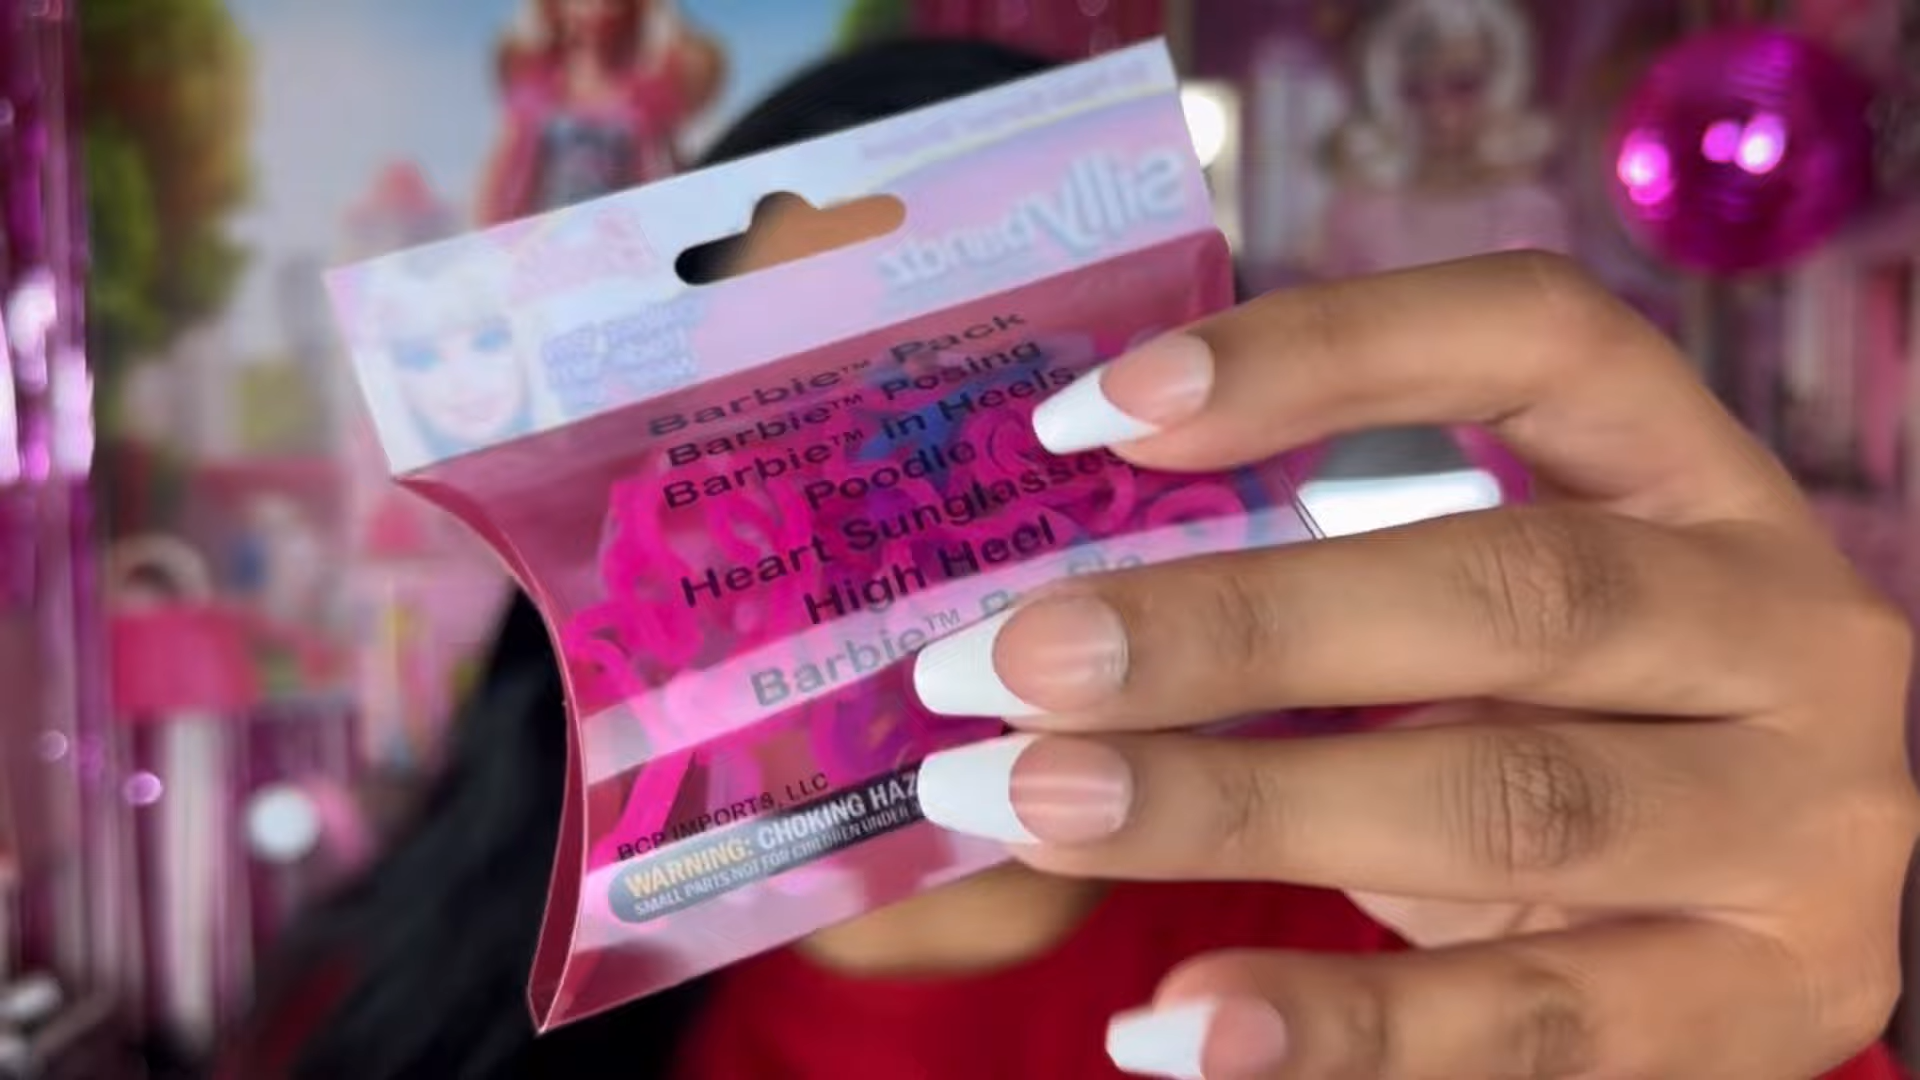 Sillybandz
Barbie™ Pack
Barbie™ Posing
Barbie™ in Heels
Poodle
Heart Sunglasses
High Heel
Barbie™
BCP IMPORTS, LLC
WARNING: CHOKING HAZ
SMALL PARTS NOT FOR CHILDREN UNDER